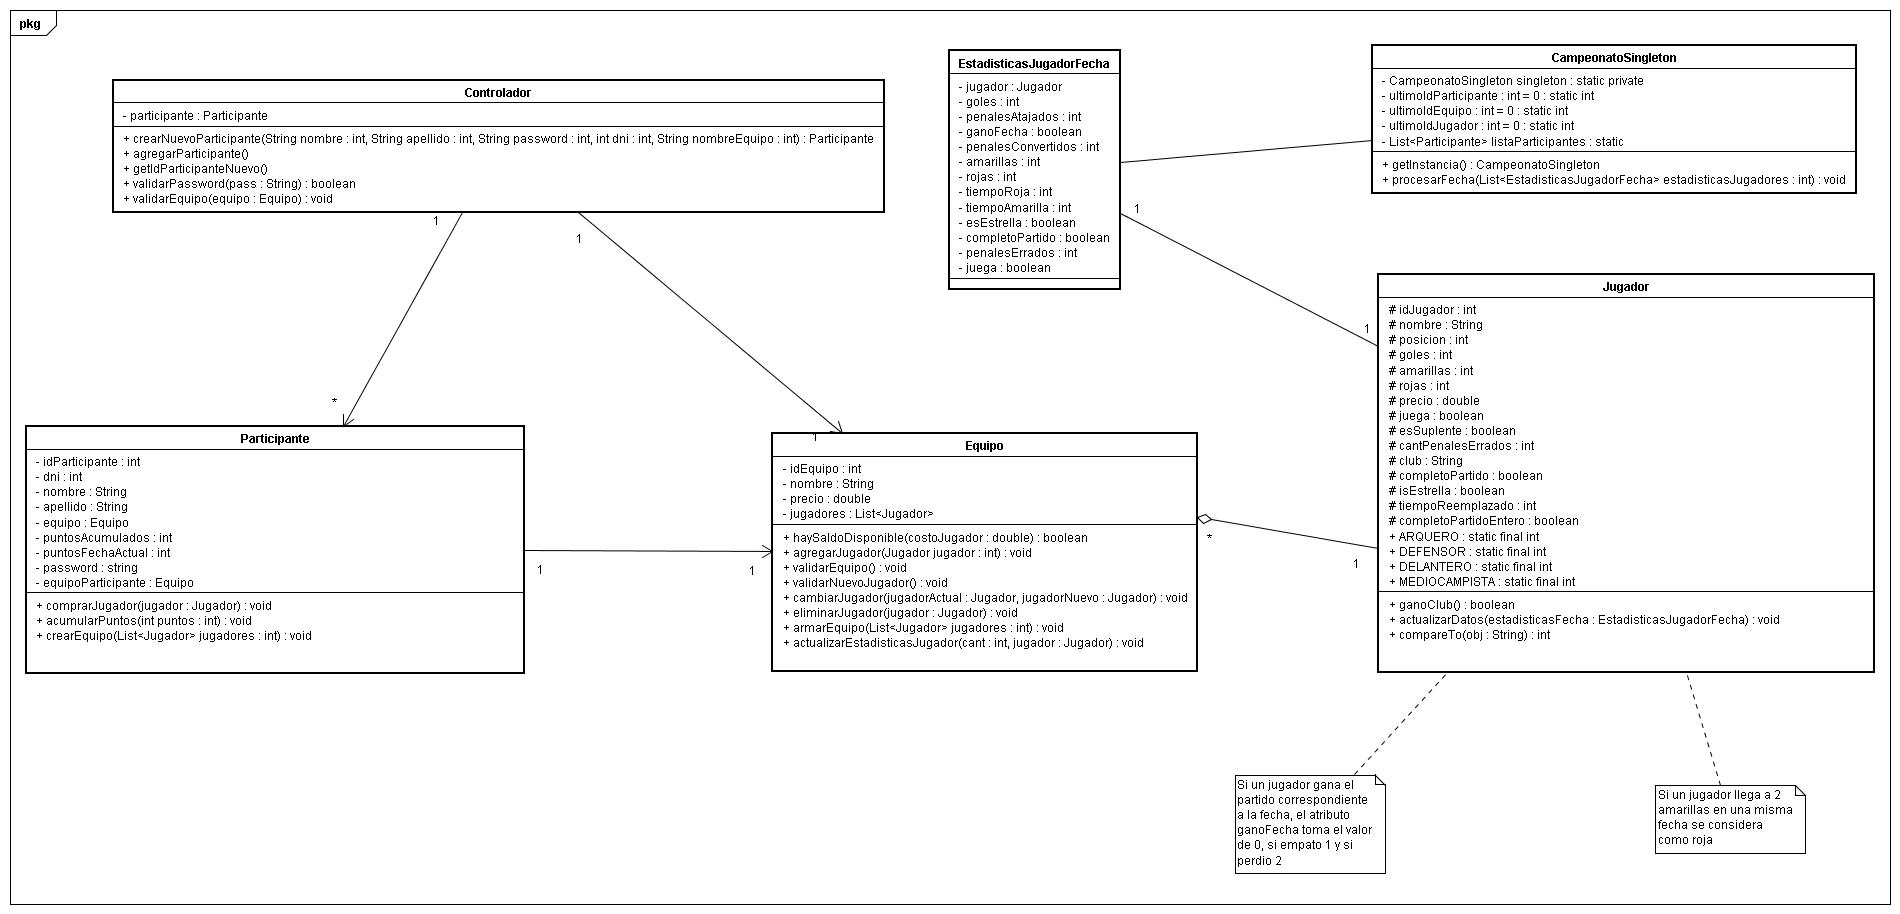 pkg
Controlador
- participante : Participante
+ crearNuevoParticipante(String nombre : int, String apellido : int, String password : int, int dni : int, String nombreEquipo : int) : Participante
+ agregarParticipante()
+ getIdParticipanteNuevo()
+ validarPassword(pass : String) : boolean
+ validarEquipo(equipo : Equipo) : void
EstadisticasJugadorFecha
- jugador : Jugador
- goles : int
- penalesAtajados : int
- ganoFecha : boolean
- penalesConvertidos : int
- amarillas : int
- rojas : int
- tiempoRoja : int
- tiempoAmarilla : int
- esEstrella : boolean
- completoPartido : boolean
- penalesErrados : int
- juega : boolean
CampeonatoSingleton
- CampeonatoSingleton singleton : static private
- ultimoIdParticipante : int = 0 : static int
- ultimoIdEquipo : int = 0 : static int
- ultimoIdJugador : int = 0 : static int
- List<Participante> listaParticipantes : static
+ getInstancia() : CampeonatoSingleton
+ procesarFecha(List<EstadisticasJugadorFecha> estadisticasJugadores : int) : void
1
1
1
1
*
1
Participante
- idParticipante : int
- dni : int
- nombre : String
- apellido : String
- equipo : Equipo
- puntosAcumulados : int
- puntosFechaActual : int
- password : string
- equipoParticipante : Equipo
+ comprarJugador(jugador : Jugador) : void
+ acumularPuntos(int puntos : int) : void
+ crearEquipo(List<Jugador> jugadores : int) : void
1
1
Equipo
- idEquipo : int
- nombre : String
- precio : double
- jugadores : List<Jugador>
+ haySaldoDisponible(costoJugador : double) : boolean
+ agregarJugador(Jugador jugador : int) : void
+ validarEquipo() : void
+ validarNuevoJugador() : void
+ cambiarJugador(jugadorActual : Jugador, jugadorNuevo : Jugador) : void
+ eliminarJugador(jugador : Jugador) : void
+ armarEquipo(List<Jugador> jugadores : int) : void
+ actualizarEstadisticasJugador(cant : int, jugador : Jugador) : void
*
1
Jugador
# idJugador : int
# nombre : String
# posicion : int
# goles : int
# amarillas : int
# rojas : int
# precio : double
# juega : boolean
# esSuplente : boolean
# cantPenalesErrados : int
# club : String
# completoPartido : boolean
# isEstrella : boolean
# tiempoReemplazado : int
# completoPartidoEntero : boolean
+ ARQUERO : static final int
+ DEFENSOR : static final int
+ DELANTERO : static final int
+ MEDIOCAMPISTA : static final int
+ ganoClub() : boolean
+ actualizarDatos(estadisticasFecha : EstadisticasJugadorFecha) : void
+ compareTo(obj : String) : int
Si un jugador gana el
partido correspondiente
a la fecha, el atributo
ganoFecha toma el valor
de 0, si empato 1 y si
perdio 2
Si un jugador llega a 2
amarillas en una misma
fecha se considera
como roja